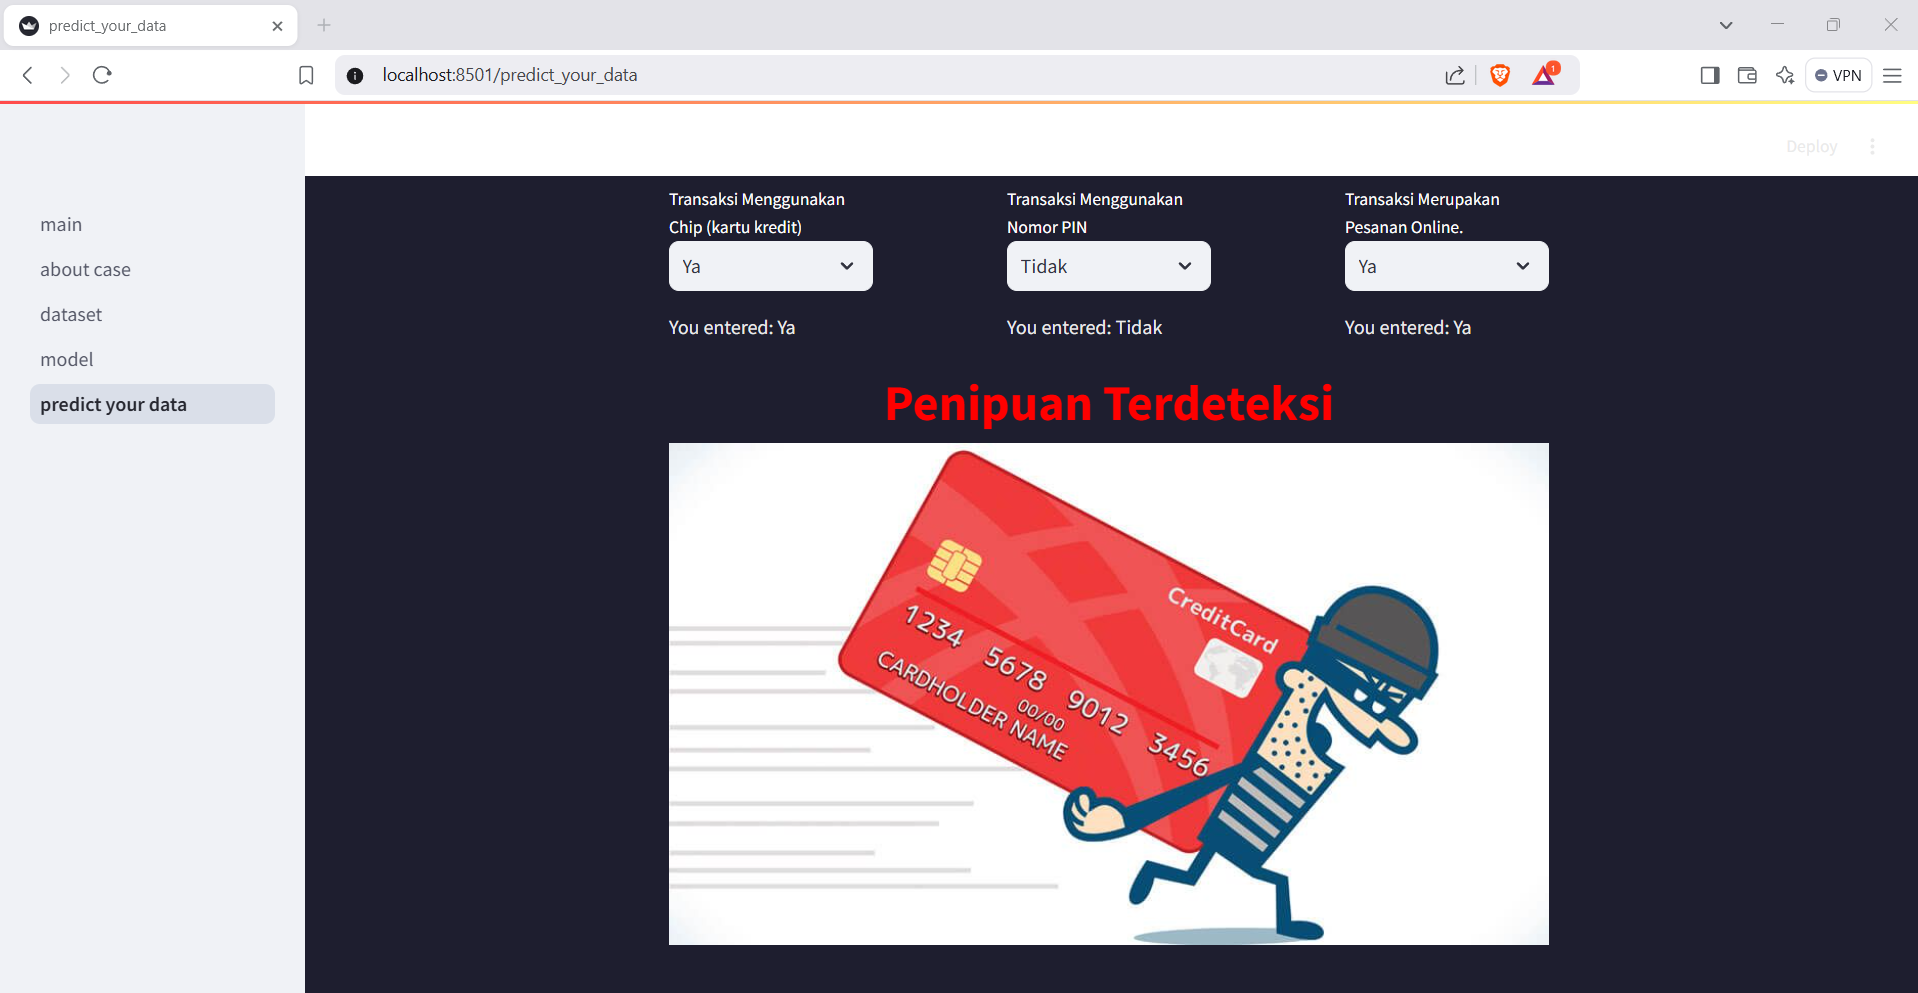 predict_your_data
localhost:8501/predict_your_data
1
VPN
Deploy
main
about case
dataset
model
predict your data
Transaksi Menggunakan
Chip (kartu kredit)
Ya
You entered: Ya
Transaksi Menggunakan
Nomor PIN
Tidak
You entered: Tidak
Transaksi Merupakan
Pesanan Online.
Ya
You entered: Ya
Penipuan Terdeteksi
CreditCard
1234 5678 9012 3456
00/00
CARDHOLDER NAME